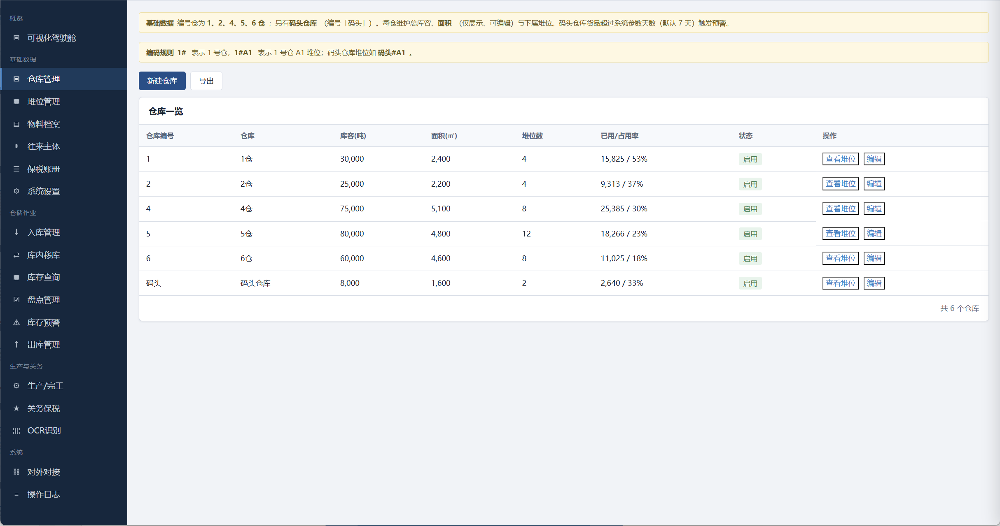 概览
可视化驾驶舱
基础数据
仓库管理
堆位管理
物料档案
往来主体
保税账册
系统设置
仓储作业
入库管理
库内移库
库存查询
盘点管理
库存预警
出库管理
生产与关务
生产/完工
关务保税
OCR识别
系统
对外对接
操作日志
基础数据 编号仓为 1、2、4、5、6 仓 ；另有码头仓库 （编号「码头」）。每仓维护总库容、面积 （仅展示、可编辑）与下属堆位。码头仓库货品超过系统参数天数（默认 7 天）触发预警。
编码规则 1# 表示 1 号仓，1#A1 表示 1 号仓 A1 堆位；码头仓库堆位如 码头#A1 。
新建仓库 导出
仓库一览
仓库编号 仓库 库容(吨) 面积(㎡) 堆位数 已用/占用率 状态 操作
1 1仓 30,000 2,400 4 15,825 / 53% 启用 查看堆位 编辑
2 2仓 25,000 2,200 4 9,313 / 37% 启用 查看堆位 编辑
4 4仓 75,000 5,100 8 25,385 / 30% 启用 查看堆位 编辑
5 5仓 80,000 4,800 12 18,266 / 23% 启用 查看堆位 编辑
6 6仓 60,000 4,600 8 11,025 / 18% 启用 查看堆位 编辑
码头 码头仓库 8,000 1,600 2 2,640 / 33% 启用 查看堆位 编辑
共 6 个仓库